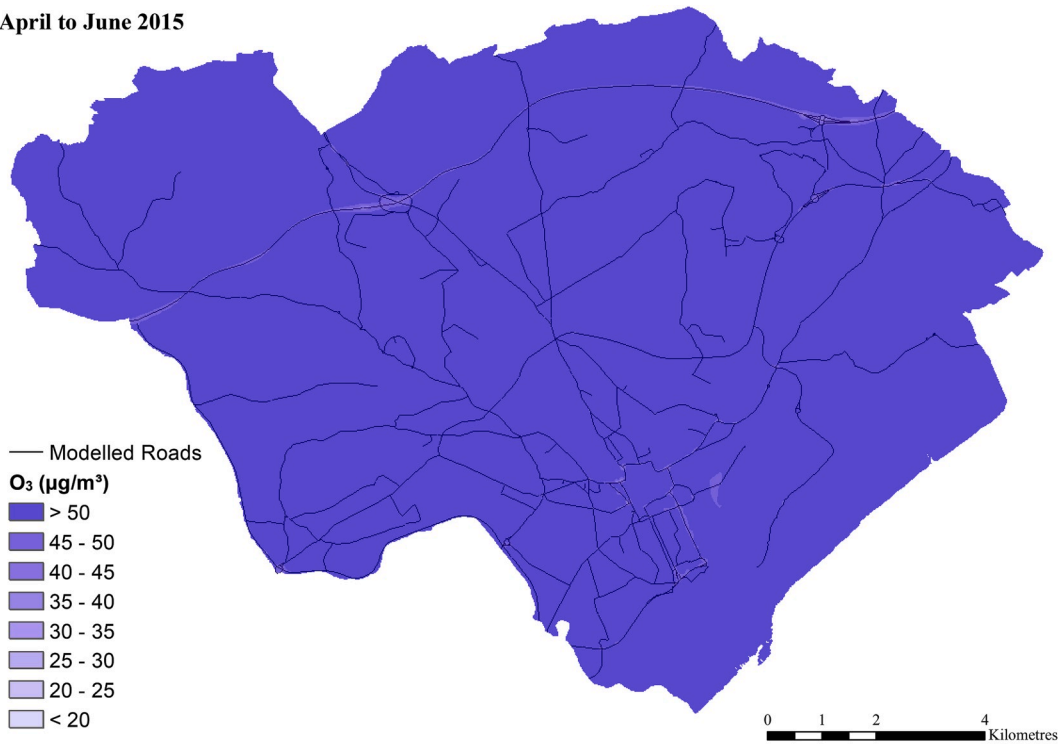 April to June 2015
Modelled Roads
O₃ (µg/m³)
> 50
45 - 50
40 - 45
35 - 40
30 - 35
25 - 30
20 - 25
< 20
0 1 2 4
Kilometres